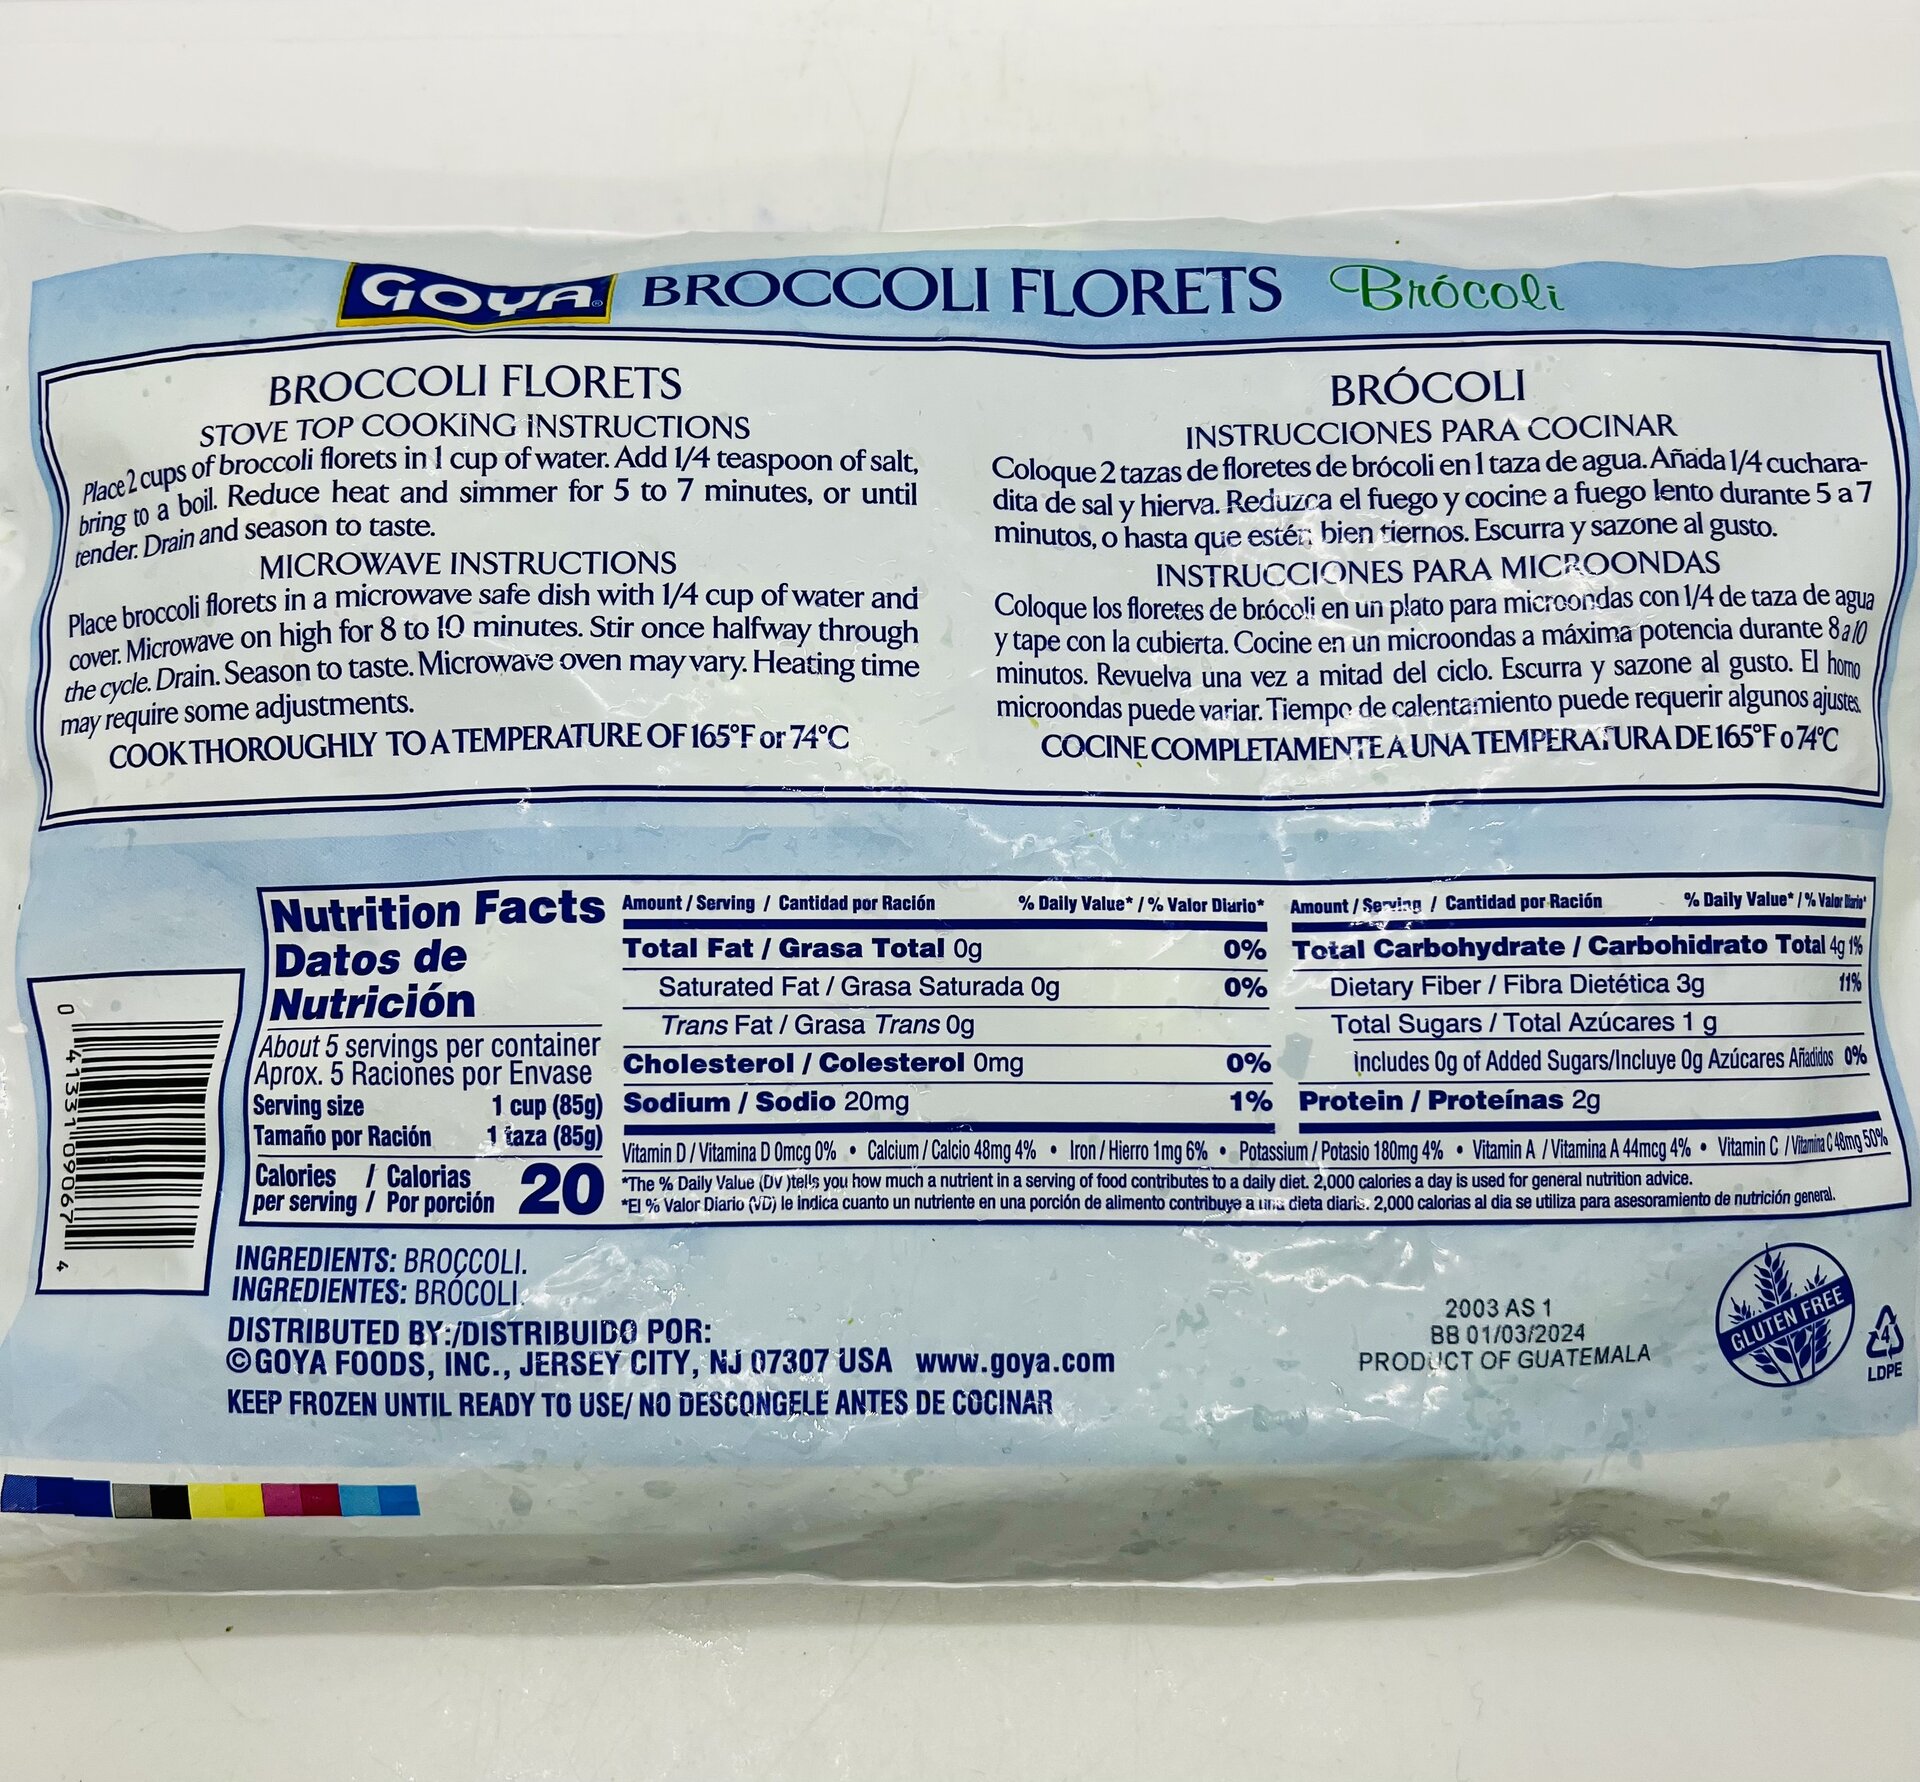 GOYA® BROCCOLI FLORETS Brócoli
BROCCOLI FLORETS
STOVE TOP COOKING INSTRUCTIONS
Place 2 cups of broccoli florets in 1 cup of water. Add 1/4 teaspoon of salt,
bring to a boil. Reduce heat and simmer for 5 to 7 minutes, or until
tender. Drain and season to taste.
MICROWAVE INSTRUCTIONS
Place broccoli florets in a microwave safe dish with 1/4 cup of water and
cover. Microwave on high for 8 to 10 minutes. Stir once halfway through
the cycle. Drain. Season to taste. Microwave oven may vary. Heating time
may require some adjustments.
COOK THOROUGHLY TO A TEMPERATURE OF 165°F or 74°C
BRÓCOLI
INSTRUCCIONES PARA COCINAR
Coloque 2 tazas de floretes de brócoli en 1 taza de agua. Añada 1/4 cuchara-
dita de sal y hierva. Reduzca el fuego y cocine a fuego lento durante 5 a 7
minutos, o hasta que estén bien tiernos. Escurra y sazone al gusto.
INSTRUCCIONES PARA MICROONDAS
Coloque los floretes de brócoli en un plato para microondas con 1/4 de taza de agua
y tape con la cubierta. Cocine en un microondas a máxima potencia durante 8 a 10
minutos. Revuelva una vez a mitad del ciclo. Escurra y sazone al gusto. El horno
microondas puede variar. Tiempo de calentamiento puede requerir algunos ajustes.
COCINE COMPLETAMENTE A UNA TEMPERATURA DE 165°F o 74°C
Nutrition Facts
Datos de
Nutrición
About 5 servings per container
Aprox. 5 Raciones por Envase
Serving size 1 cup (85g)
Tamaño por Ración 1 taza (85g)
Calories / Calorias
per serving / Por porción 20
Amount / Serving / Cantidad por Ración % Daily Value* / % Valor Diario*
Total Fat / Grasa Total 0g 0%
Saturated Fat / Grasa Saturada 0g 0%
Trans Fat / Grasa Trans 0g
Cholesterol / Colesterol 0mg 0%
Sodium / Sodio 20mg 1%
Amount / Serving / Cantidad por Ración % Daily Value* / % Valor Diario*
Total Carbohydrate / Carbohidrato Total 4g 1%
Dietary Fiber / Fibra Dietética 3g 11%
Total Sugars / Total Azúcares 1 g
Includes 0g of Added Sugars/Incluye 0g Azúcares Añadidos 0%
Protein / Proteínas 2g
Vitamin D / Vitamina D 0mcg 0% • Calcium / Calcio 48mg 4% • Iron / Hierro 1mg 6% • Potassium / Potasio 180mg 4% • Vitamin A / Vitamina A 44mcg 4% • Vitamin C / Vitamina C 48mg 50%
*The % Daily Value (DV )tells you how much a nutrient in a serving of food contributes to a daily diet. 2,000 calories a day is used for general nutrition advice.
*El % Valor Diario (VD) le indica cuanto un nutriente en una porción de alimento contribuye a una dieta diaria. 2,000 calorias al dia se utiliza para asesoramiento de nutrición general.
0 41331 09067 4
INGREDIENTS: BROCCOLI.
INGREDIENTES: BRÓCOLI.
DISTRIBUTED BY:/DISTRIBUIDO POR:
©GOYA FOODS, INC., JERSEY CITY, NJ 07307 USA www.goya.com
KEEP FROZEN UNTIL READY TO USE/ NO DESCONGELE ANTES DE COCINAR
2003 AS 1
BB 01/03/2024
PRODUCT OF GUATEMALA
GLUTEN FREE
4
LDPE